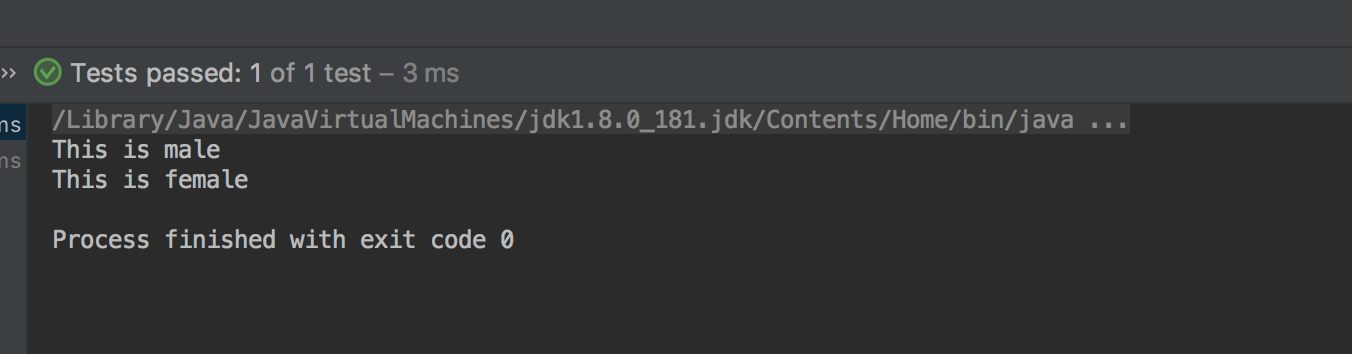 ›› Tests passed: 1 of 1 test – 3 ms
ms /Library/Java/JavaVirtualMachines/jdk1.8.0_181.jdk/Contents/Home/bin/java ...
This is male
ms
This is female
Process finished with exit code 0